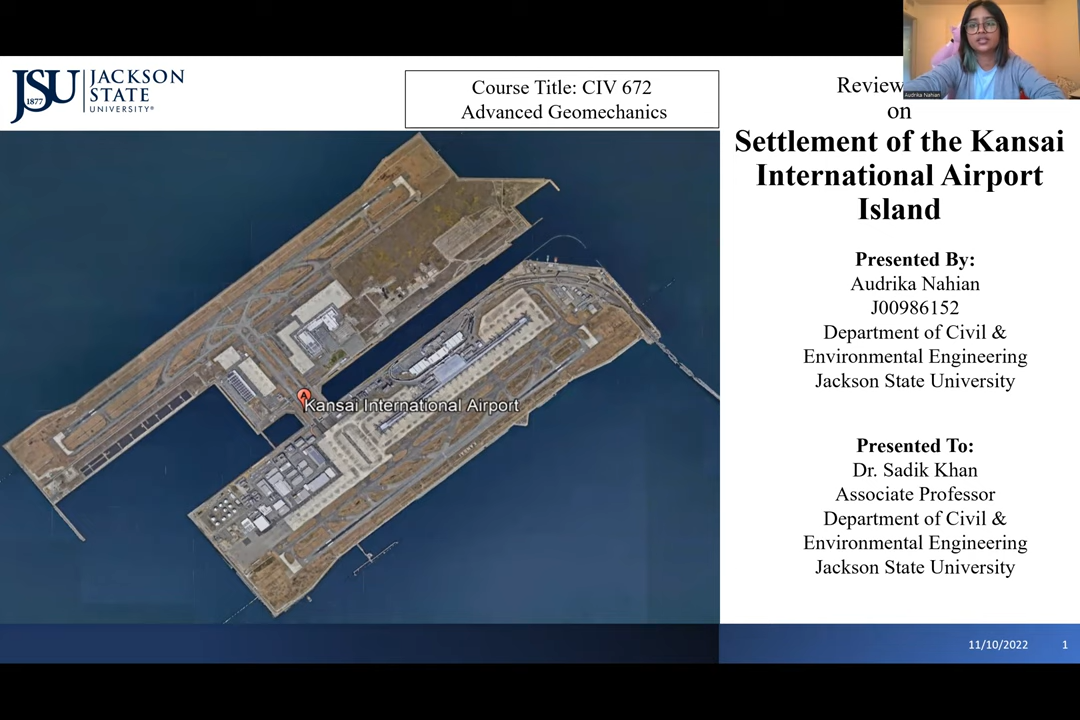 JSU
1877
JACKSON
STATE
UNIVERSITY®
Course Title: CIV 672
Advanced Geomechanics
Review
on
Settlement of the Kansai
International Airport
Island
Audrika Nahian
Presented By:
Audrika Nahian
J00986152
Department of Civil &
Environmental Engineering
Jackson State University
Presented To:
Dr. Sadik Khan
Associate Professor
Department of Civil &
Environmental Engineering
Jackson State University
A
Kansai International Airport
11/10/2022
1